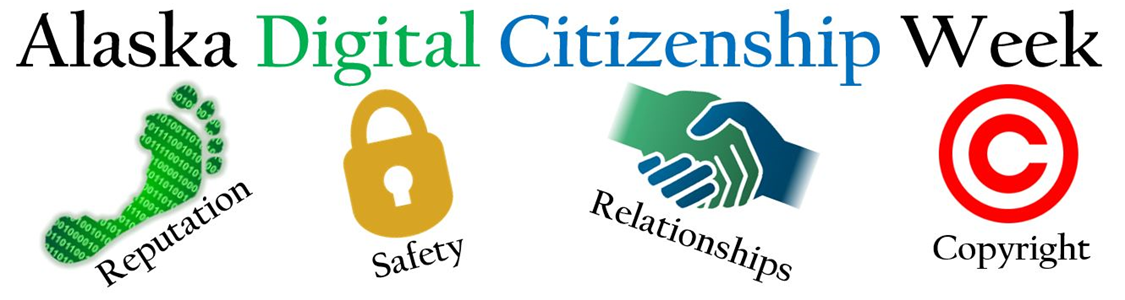 Alaska Digital Citizenship Week
Reputation
Safety
Relationships
Copyright